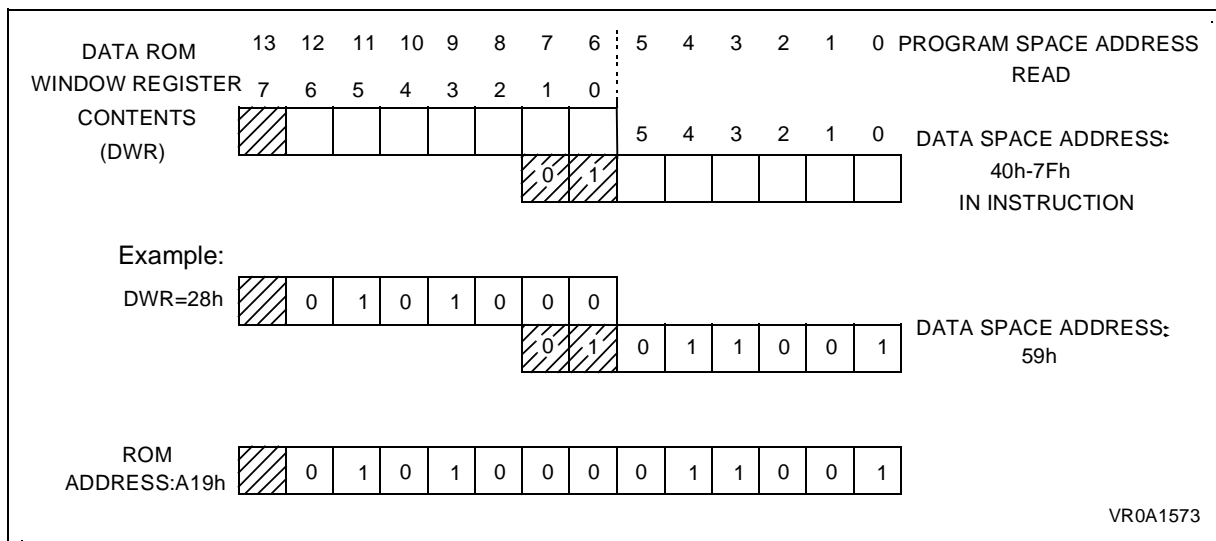 DATA ROM
WINDOW REGISTER
CONTENTS
(DWR)
13 12 11 10 9 8 7 6 5 4 3 2 1 0
PROGRAM SPACE ADDRESS
READ
7 6 5 4 3 2 1 0
5 4 3 2 1 0
DATA SPACE ADDRESS:
40h-7Fh
IN INSTRUCTION
0 1
Example:
DWR=28h
0 1 0 1 0 0 0
0 1 0 1 1 0 0 1
DATA SPACE ADDRESS:
59h
ROM
ADDRESS:A19h
0 1 0 1 0 0 0 0 1 1 0 0 1
VR0A1573